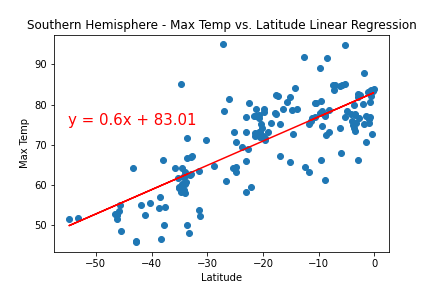 Southern Hemisphere - Max Temp vs. Latitude Linear Regression
90
80
y = 0.6x + 83.01
70
60
50
Max Temp
−50 −40 −30 −20 −10 0
Latitude